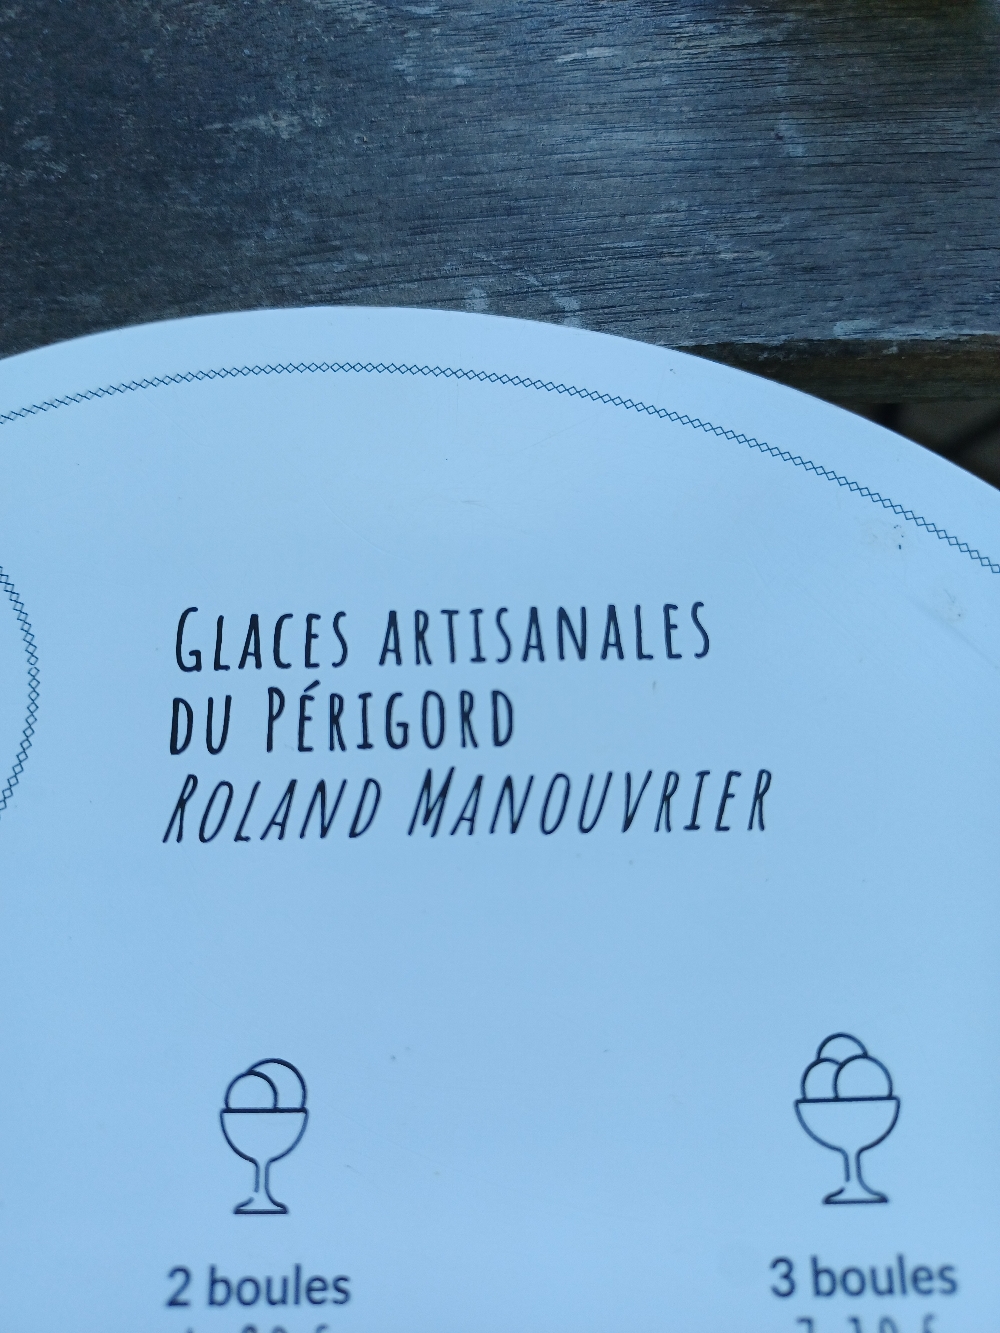 GLACES ARTISANALES
DU PÉRIGORD
ROLAND MANOUVRIER
2 boules
3 boules